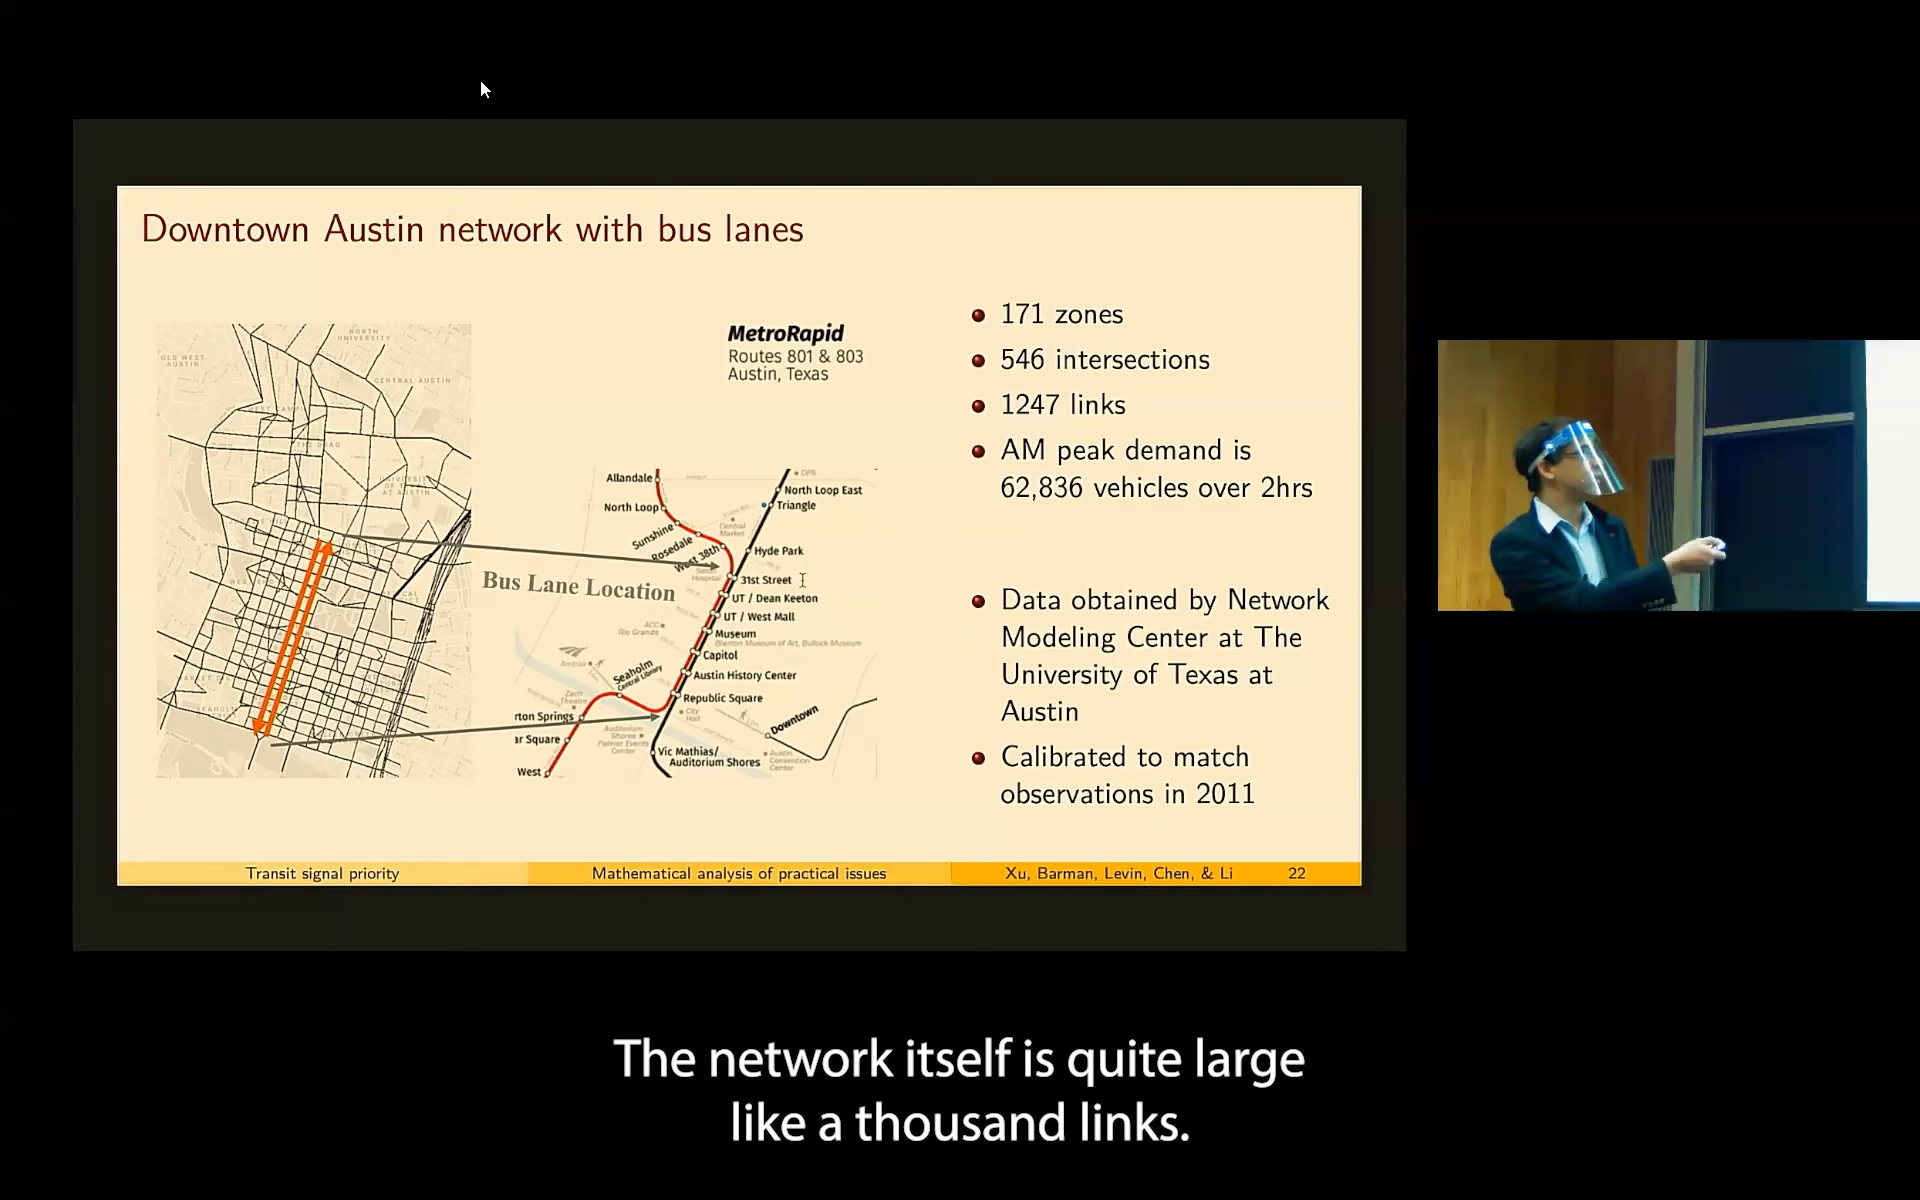 Downtown Austin network with bus lanes
NORTH
UNIVERSITY
OLD WEST
AUSTIN
CENTRAL AUSTIN
MetroRapid
Routes 801 & 803
Austin, Texas
Bus Lane Location
Allandale
North Loop
Sunshine
Rosedale
West 38th
North Loop East
Triangle
Central
Market
Hyde Park
31st Street
UT / Dean Keeton
UT / West Mall
Museum
Blanton Museum of Art, Bullock Museum
Capitol
Austin History Center
Republic Square
ACC
Rio Grande
Amtrak
Seaholm
Central Library
Zach
Theatre
rton Springs
ar Square
West
City
Hall
Auditorium
Shores
Palmer Events
Center
Vic Mathias/
Auditorium Shores
Downtown
Austin
Convention
Center
171 zones
546 intersections
1247 links
AM peak demand is
62,836 vehicles over 2hrs
Data obtained by Network
Modeling Center at The
University of Texas at
Austin
Calibrated to match
observations in 2011
Transit signal priority
Mathematical analysis of practical issues
Xu, Barman, Levin, Chen, & Li
22
The network itself is quite large
like a thousand links.